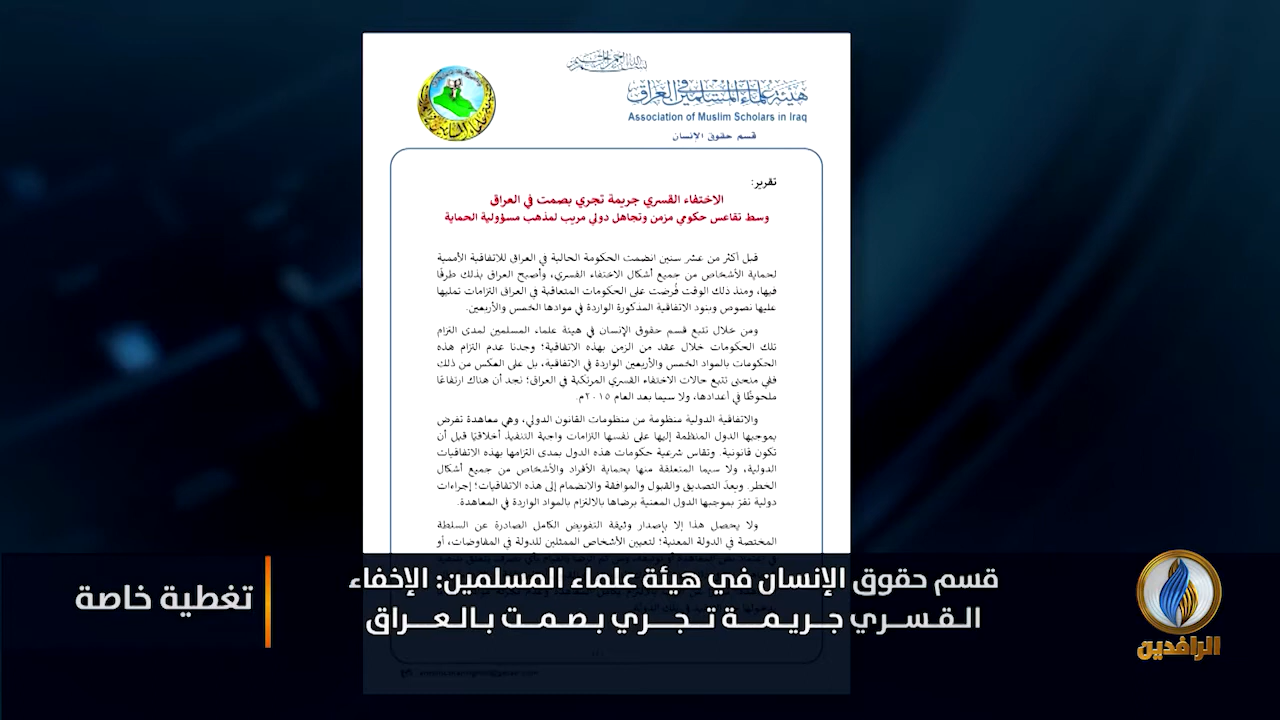 بسم الله الرحمن الرحيم
هيئة علماء المسلمين في العراق
Association of Muslim Scholars in Iraq
قسم حقوق الإنسان
تقرير:
الاختفاء القسري جريمة تجري بصمت في العراق
وسط تقاعس حكومي مزمن وتجاهل دولي مريب لمذهب مسؤولية الحماية
قبل أكثر من عشر سنين انضمت الحكومة الحالية في العراق للاتفاقية الأممية
لحماية الأشخاص من جميع أشكال الاختفاء القسري، وأصبح العراق بذلك طرفًا
فيها، ومنذ ذلك الوقت فُرضت على الحكومات المتعاقبة في العراق التزامات تمليها
عليها نصوص وبنود الاتفاقية المذكورة الواردة في موادها الخمس والأربعين.
ومن خلال تتبع قسم حقوق الإنسان في هيئة علماء المسلمين لمدى التزام
تلك الحكومات خلال عقد من الزمن بهذه الاتفاقية؛ وجدنا عدم التزام هذه
الحكومات بالمواد الخمس والأربعين الواردة في الاتفاقية، بل على العكس من ذلك
ففي منحنى تتبع حالات الاختفاء القسري المرتكبة في العراق؛ نجد أن هناك ارتفاعًا
ملحوظًا في أعدادها، ولا سيما بعد العام ٢٠١٥م.
والاتفاقية الدولية منظومة من منظومات القانون الدولي، وهي معاهدة تفرض
بموجبها الدول المنظمة إليها على نفسها التزامات واجبة التنفيذ أخلاقيًا قبل أن
تكون قانونية. وتقاس شرعية حكومات هذه الدول بمدى التزامها بهذه الاتفاقيات
الدولية، ولا سيما المتعلقة منها بحماية الأفراد والأشخاص من جميع أشكال
الخطر. وبعدّ التصديق والقبول والموافقة والانضمام إلى هذه الاتفاقيات؛ إجراءات
دولية تقرّ بموجبها الدول المعنية برضاها بالالتزام بالمواد الواردة في المعاهدة.
ولا يحصل هذا إلا بإصدار وثيقة التفويض الكامل الصادرة عن السلطة
المختصة في الدولة المعنية؛ لتعيين الأشخاص الممثلين للدولة في المفاوضات، أو
قسم حقوق الإنسان في هيئة علماء المسلمين: الإخفاء
القسري جريمة تجري بصمت بالعراق
تغطية خاصة
الرافدين